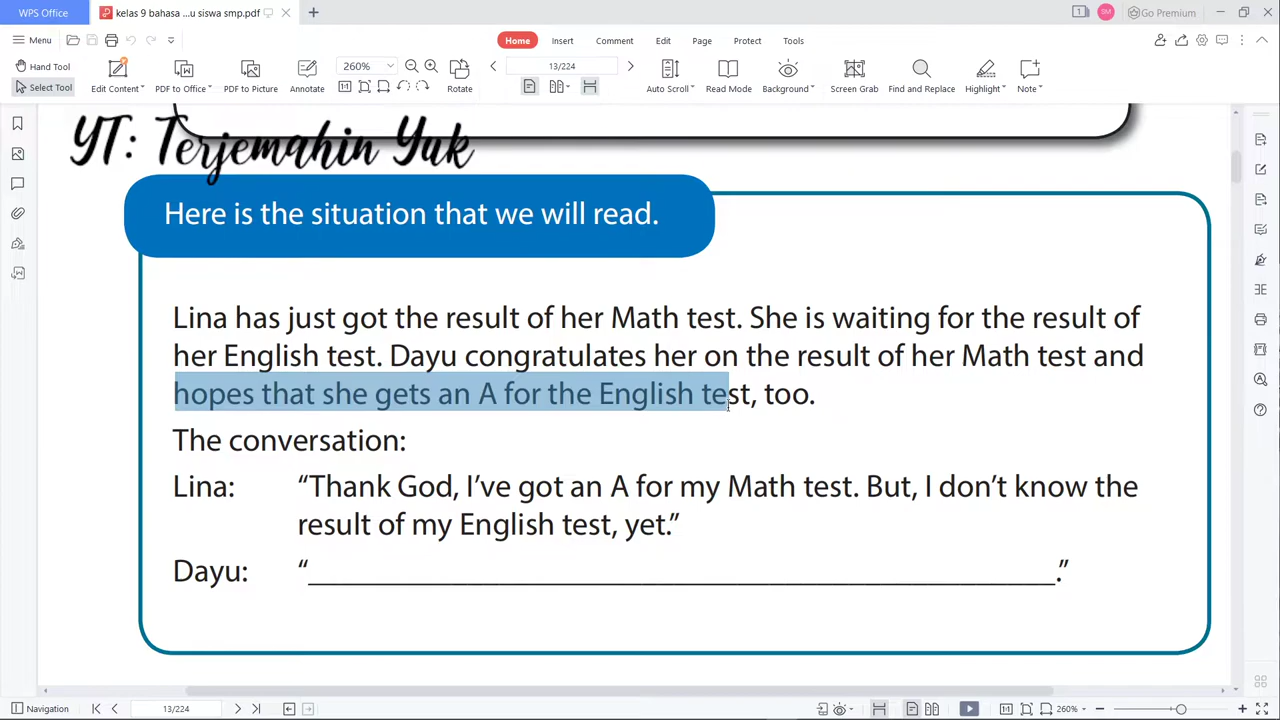 WPS Office
kelas 9 bahasa ...u siswa smp.pdf
1
SM
Go Premium
Menu
Home
Insert
Comment
Edit
Page
Protect
Tools
Hand Tool
Select Tool
Edit Content
PDF to Office
PDF to Picture
Annotate
260%
Rotate
13/224
Auto Scroll
Read Mode
Background
Screen Grab
Find and Replace
Highlight
Note
YT: Terjemahin Yuk
Here is the situation that we will read.
Lina has just got the result of her Math test. She is waiting for the result of
her English test. Dayu congratulates her on the result of her Math test and
hopes that she gets an A for the English test, too.
The conversation:
Lina: “Thank God, I’ve got an A for my Math test. But, I don’t know the
result of my English test, yet.”
Dayu: “______________________________________________.”
Navigation
13/224
260%